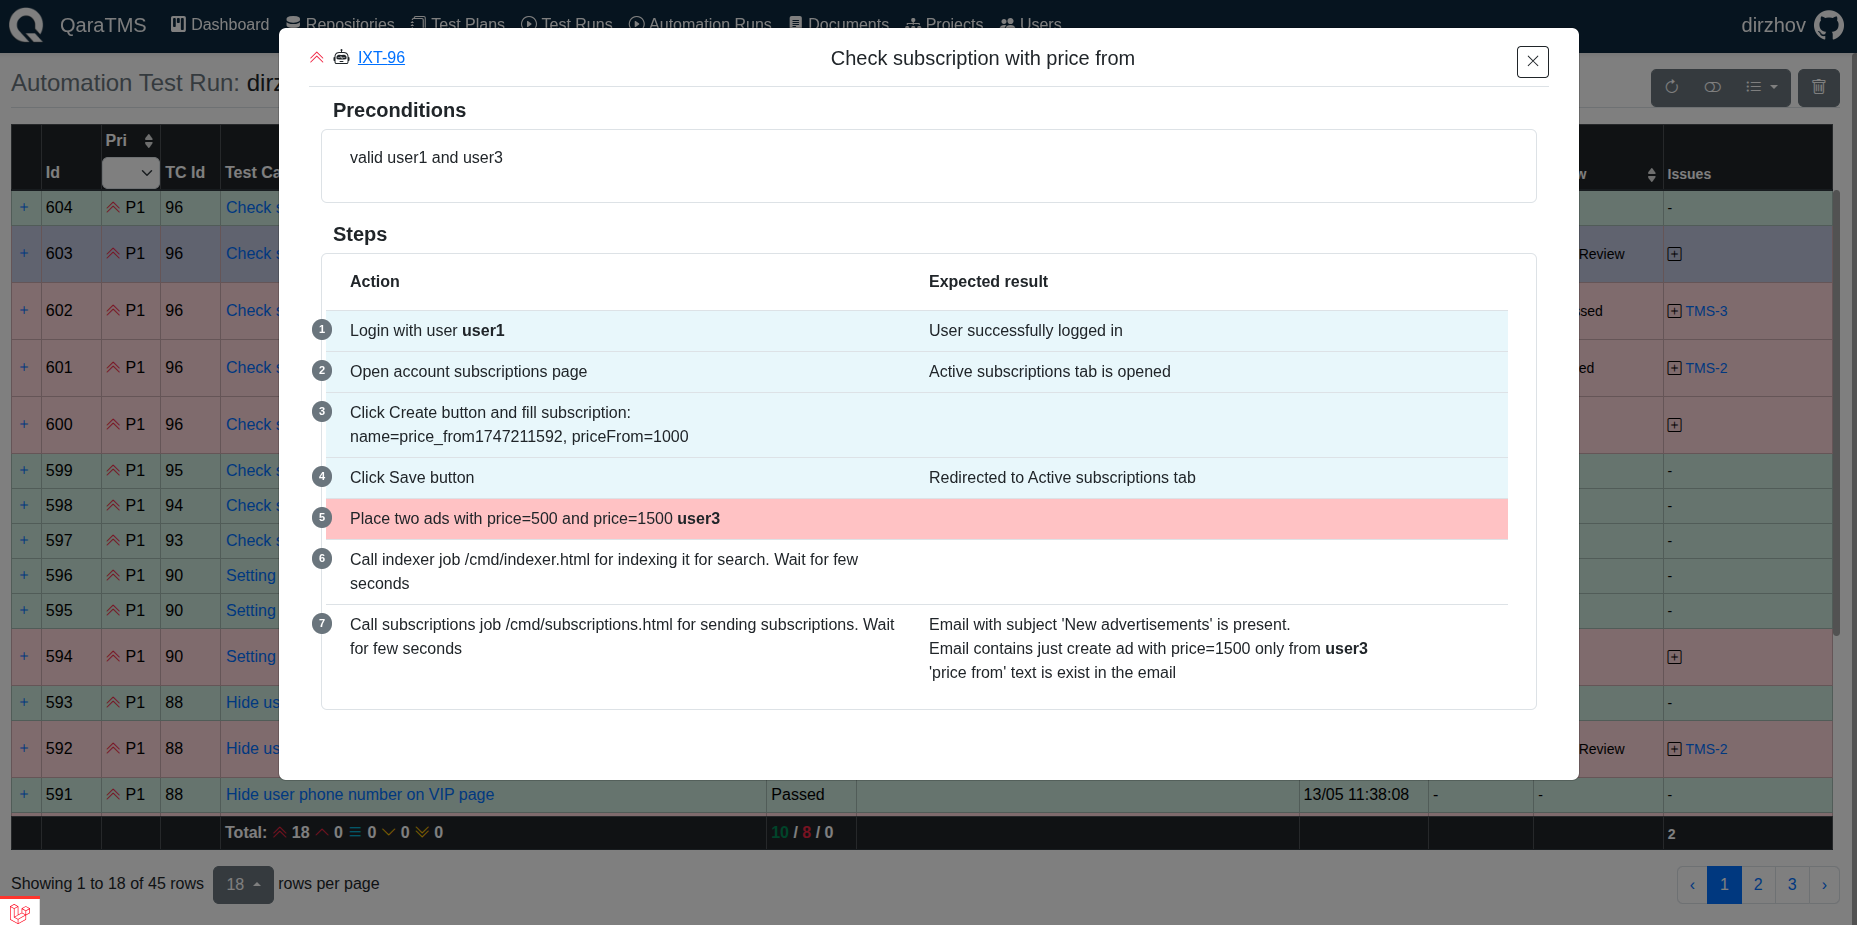 QaraTMS Dashboard Repositories Test Plans Test Runs Automation Runs Documents Projects Users dirzhov
IXT-96 Check subscription with price from
Automation Test Run:
Preconditions
valid user1 and user3
Steps
Action Expected result
1 Login with user user1 User successfully logged in
2 Open account subscriptions page Active subscriptions tab is opened
3 Click Create button and fill subscription:
name=price_from1747211592, priceFrom=1000
4 Click Save button Redirected to Active subscriptions tab
5 Place two ads with price=500 and price=1500 user3
6 Call indexer job /cmd/indexer.html for indexing it for search. Wait for few
seconds
7 Call subscriptions job /cmd/subscriptions.html for sending subscriptions. Wait
for few seconds
Email with subject 'New advertisements' is present.
Email contains just create ad with price=1500 only from user3
'price from' text is exist in the email
Pri
Id TC Id Test Issues
+ 604 P1 96 Check -
+ 603 P1 96 Check Review
+ 602 P1 96 Check TMS-3
+ 601 P1 96 Check TMS-2
+ 600 P1 96 Check
+ 599 P1 95 Check -
+ 598 P1 94 Check -
+ 597 P1 93 Check -
+ 596 P1 90 Setting -
+ 595 P1 90 Setting -
+ 594 P1 90 Setting
+ 593 P1 88 Hide -
+ 592 P1 88 Hide Review TMS-2
+ 591 P1 88 Hide user phone number on VIP page Passed 13/05 11:38:08 - - -
Total: 18 0 0 0 0 10 / 8 / 0 2
Showing 1 to 18 of 45 rows 18 rows per page ‹ 1 2 3 ›